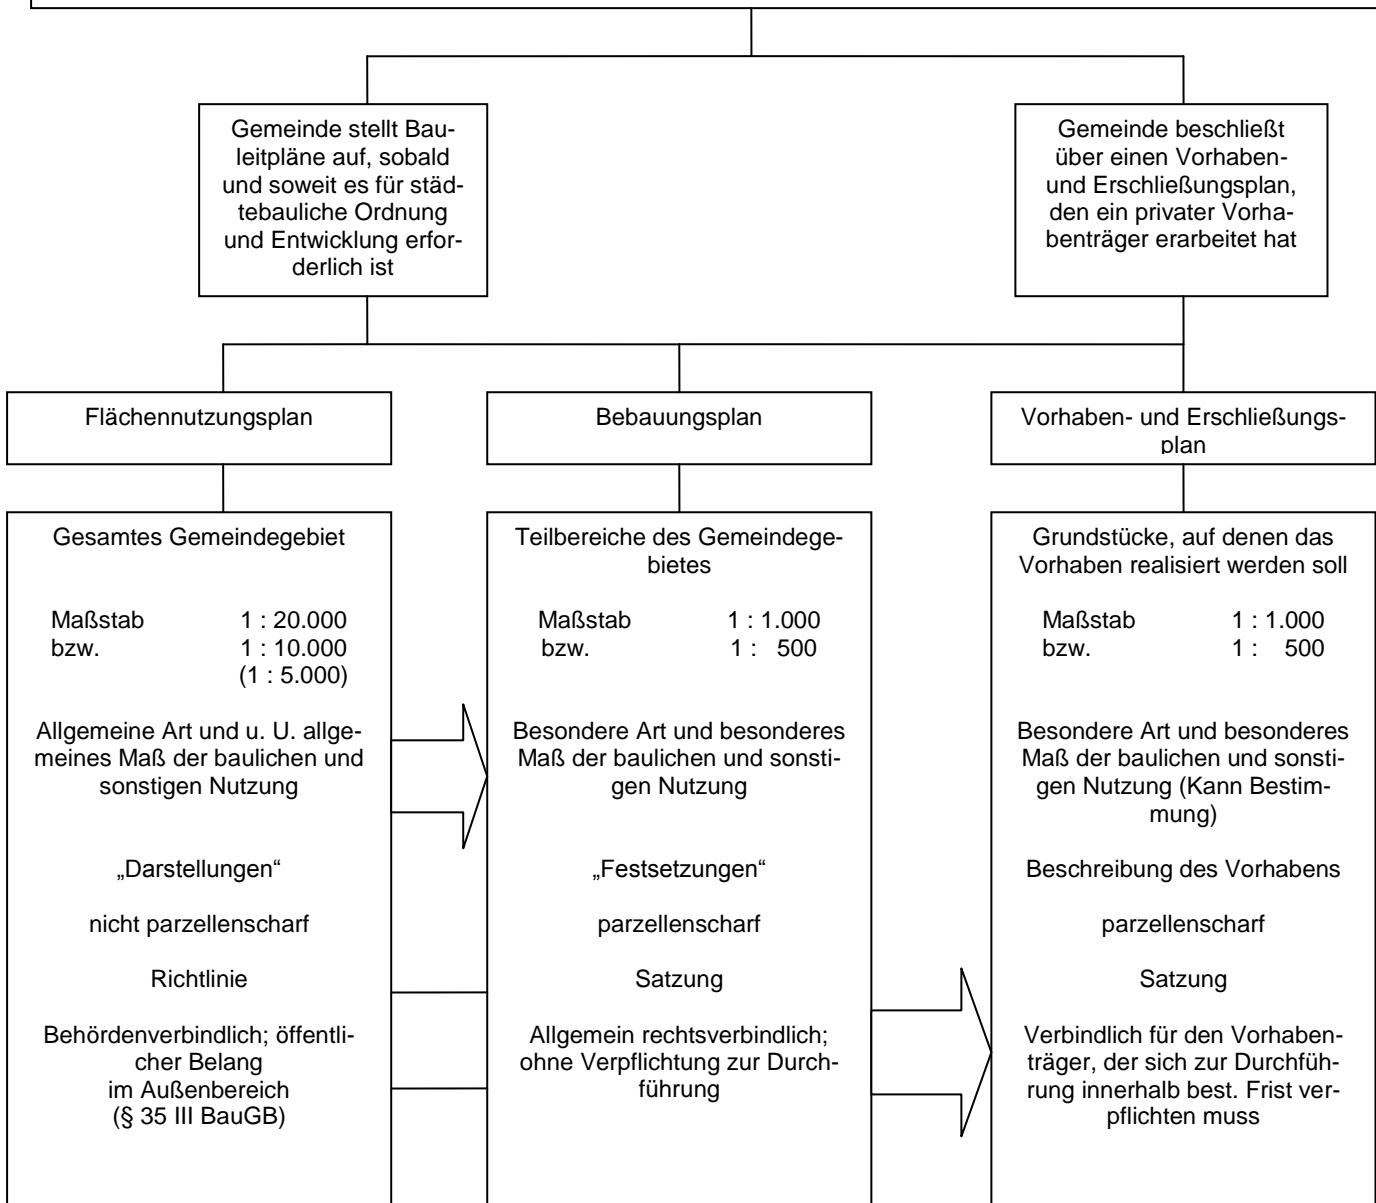 Gemeinde stellt Bau-
leitpläne auf, sobald
und soweit es für städ-
tebauliche Ordnung
und Entwicklung erfor-
derlich ist
Gemeinde beschließt
über einen Vorhaben-
und Erschließungsplan,
den ein privater Vorha-
benträger erarbeitet hat
Flächennutzungsplan
Bebauungsplan
Vorhaben- und Erschließungs-
plan
Gesamtes Gemeindegebiet
Maßstab 1 : 20.000
bzw. 1 : 10.000
(1 : 5.000)
Allgemeine Art und u. U. allge-
meines Maß der baulichen und
sonstigen Nutzung
„Darstellungen“
nicht parzellenscharf
Richtlinie
Behördenverbindlich; öffentli-
cher Belang
im Außenbereich
(§ 35 III BauGB)
Teilbereiche des Gemeindege-
bietes
Maßstab 1 : 1.000
bzw. 1 : 500
Besondere Art und besonderes
Maß der baulichen und sonsti-
gen Nutzung
„Festsetzungen“
parzellenscharf
Satzung
Allgemein rechtsverbindlich;
ohne Verpflichtung zur Durch-
führung
Grundstücke, auf denen das
Vorhaben realisiert werden soll
Maßstab 1 : 1.000
bzw. 1 : 500
Besondere Art und besonderes
Maß der baulichen und sonsti-
gen Nutzung (Kann Bestim-
mung)
Beschreibung des Vorhabens
parzellenscharf
Satzung
Verbindlich für den Vorhaben-
träger, der sich zur Durchfüh-
rung innerhalb best. Frist ver-
pflichten muss